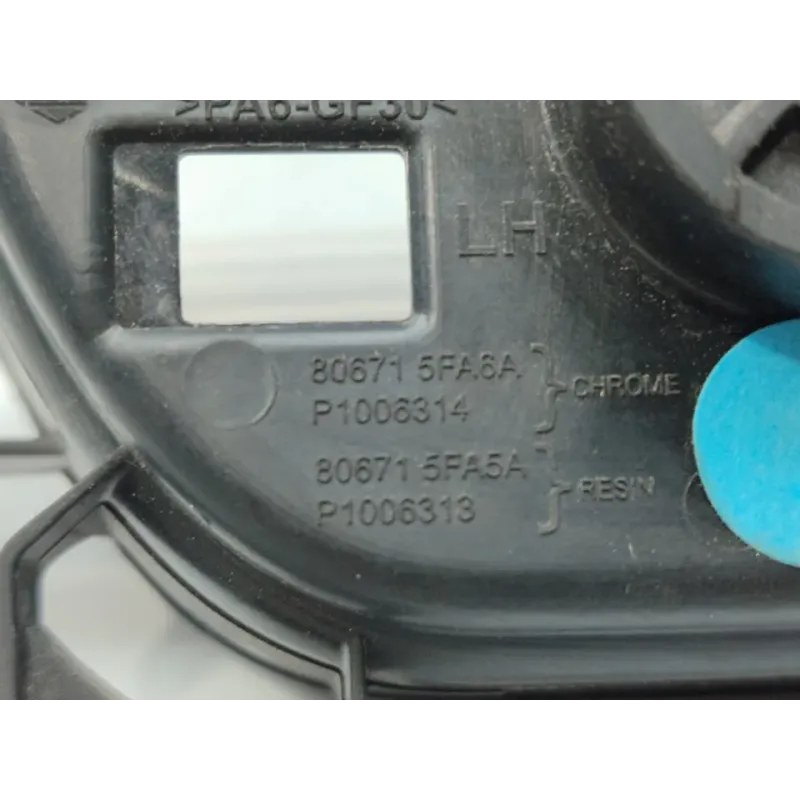 >PA6-GF30<
LH
80671 5FA6A } CHROME
P1006314
80671 5FA5A } RESIN
P1006313